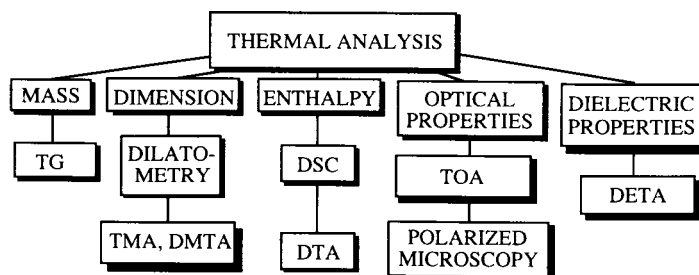 THERMAL ANALYSIS
MASS
DIMENSION
ENTHALPY
OPTICAL
PROPERTIES
DIELECTRIC
PROPERTIES
TG
DILATO-
METRY
DSC
TOA
DETA
TMA, DMTA
DTA
POLARIZED
MICROSCOPY